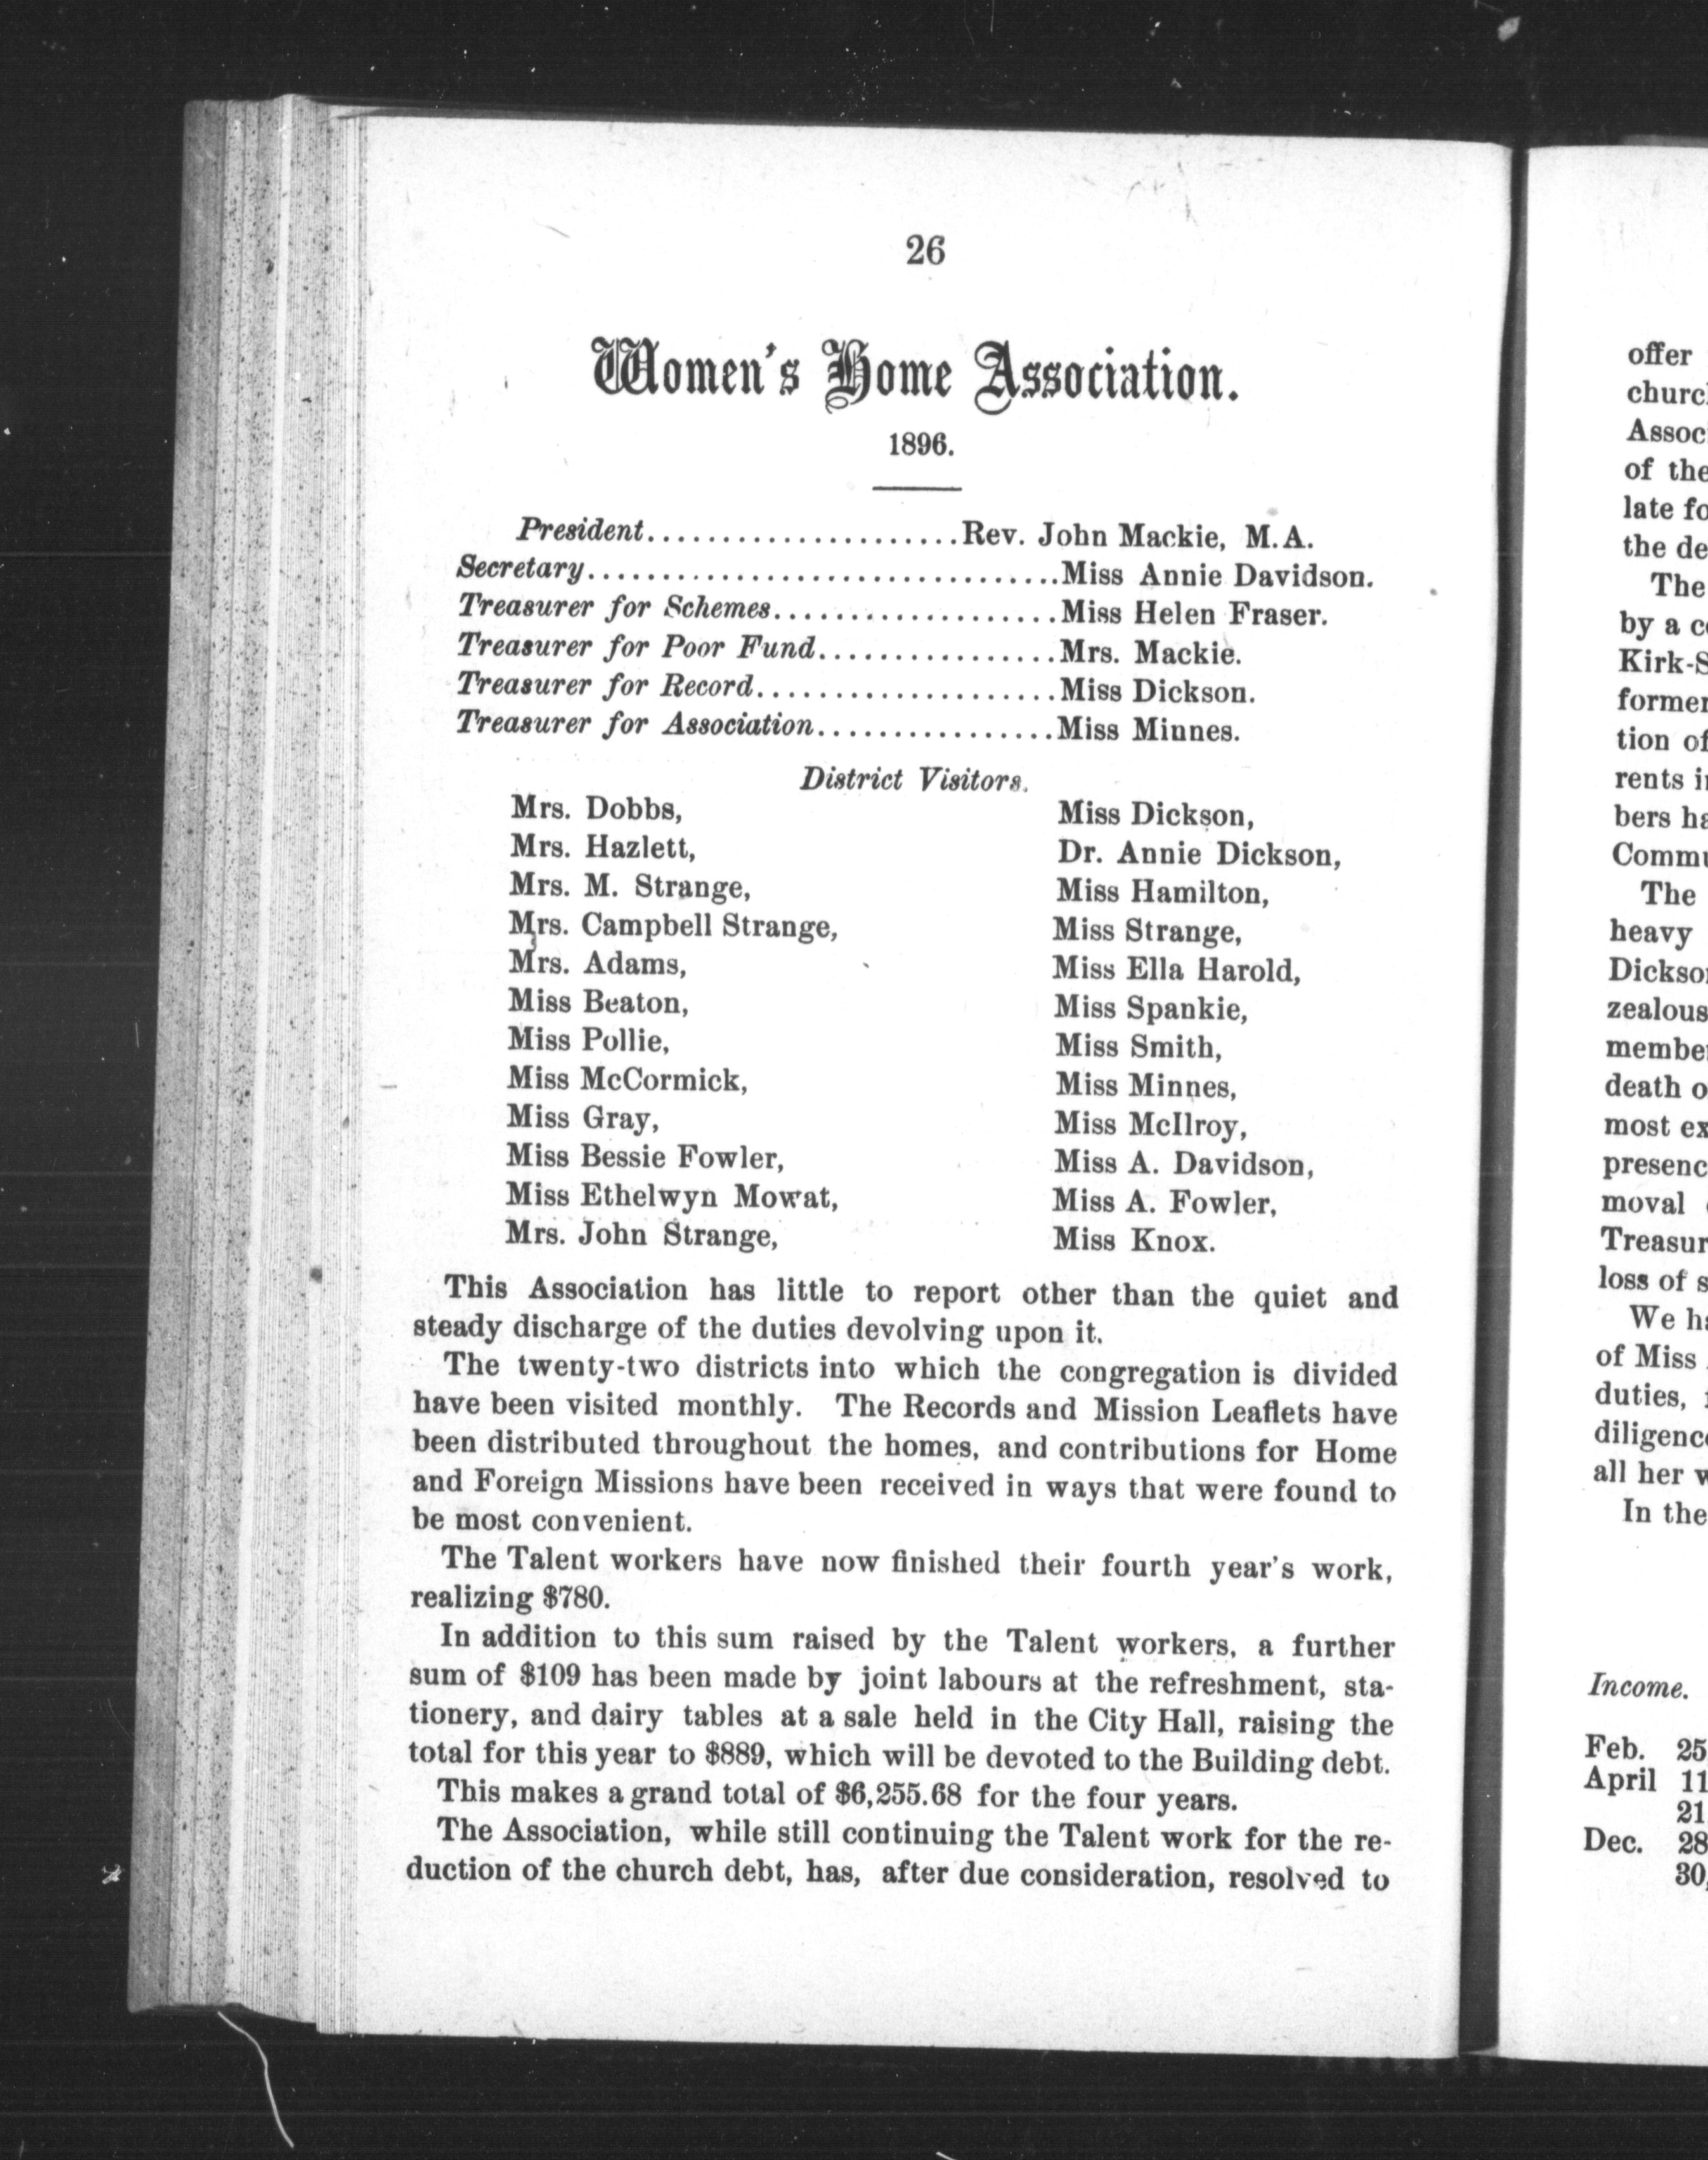 26
Women's Home Association.
1896.
President.....................Rev. John Mackie, M.A.
Secretary................................Miss Annie Davidson.
Treasurer for Schemes...................Miss Helen Fraser.
Treasurer for Poor Fund................Mrs. Mackie.
Treasurer for Record....................Miss Dickson.
Treasurer for Association................Miss Minnes.
District Visitors.
Mrs. Dobbs,
Mrs. Hazlett,
Mrs. M. Strange,
Mrs. Campbell Strange,
Mrs. Adams,
Miss Beaton,
Miss Pollie,
Miss McCormick,
Miss Gray,
Miss Bessie Fowler,
Miss Ethelwyn Mowat,
Mrs. John Strange,
Miss Dickson,
Dr. Annie Dickson,
Miss Hamilton,
Miss Strange,
Miss Ella Harold,
Miss Spankie,
Miss Smith,
Miss Minnes,
Miss McIlroy,
Miss A. Davidson,
Miss A. Fowler,
Miss Knox.
This Association has little to report other than the quiet and
steady discharge of the duties devolving upon it.
The twenty-two districts into which the congregation is divided
have been visited monthly. The Records and Mission Leaflets have
been distributed throughout the homes, and contributions for Home
and Foreign Missions have been received in ways that were found to
be most convenient.
The Talent workers have now finished their fourth year's work,
realizing $780.
In addition to this sum raised by the Talent workers, a further
sum of $109 has been made by joint labours at the refreshment, sta-
tionery, and dairy tables at a sale held in the City Hall, raising the
total for this year to $889, which will be devoted to the Building debt.
This makes a grand total of $6,255.68 for the four years.
The Association, while still continuing the Talent work for the re-
duction of the church debt, has, after due consideration, resolved to
offer
of the
late
the
The
by a
Kirk-
tion
rents
bers
The
heavy
zealous
death
most
moval
loss of
We
of Miss
duties,
all her
In the
Income.
Feb. 25
April 11
21
Dec. 28
30,